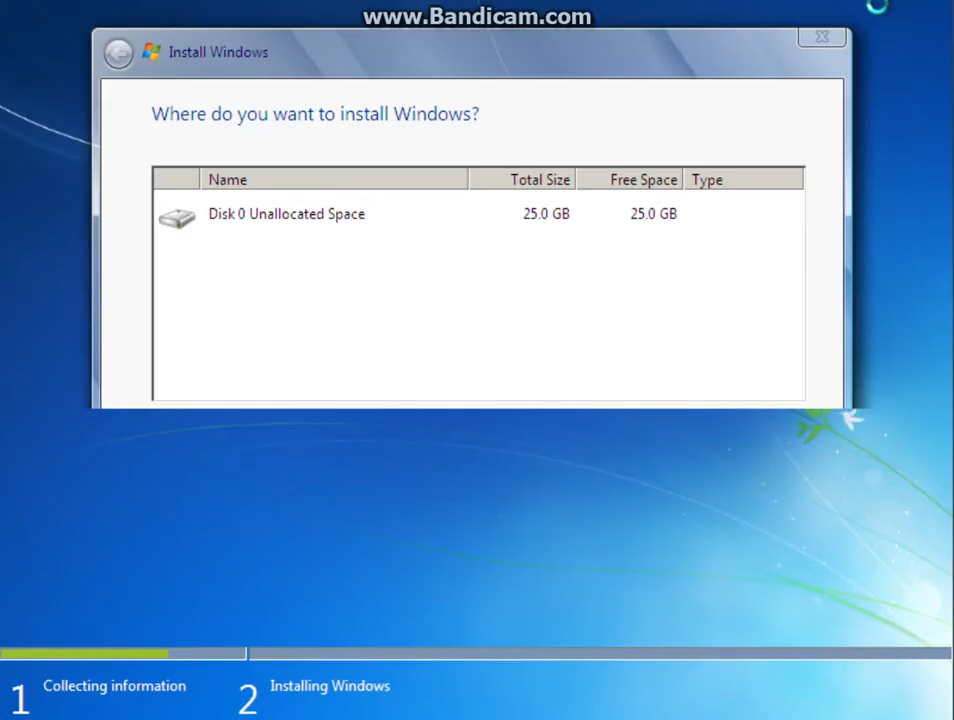 www.Bandicam.com
Install Windows
Where do you want to install Windows?
Name Total Size Free Space Type
Disk 0 Unallocated Space 25.0 GB 25.0 GB
1 Collecting information 2 Installing Windows